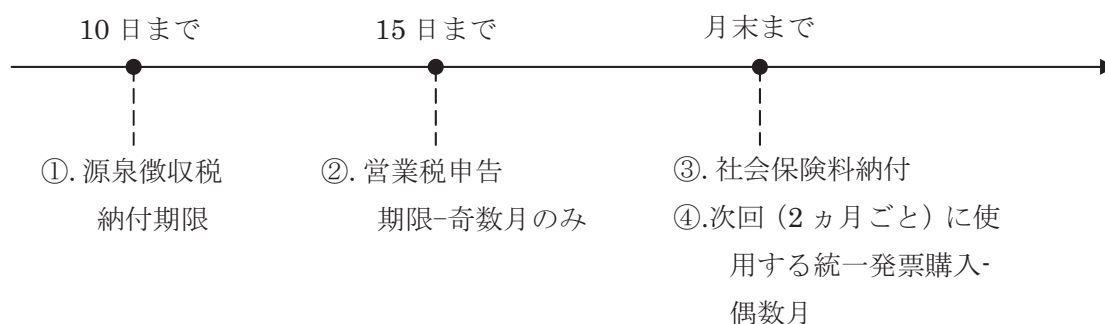 10 日まで
15 日まで
月末まで
①. 源泉徴収税
納付期限
②. 営業税申告
期限−奇数月のみ
③. 社会保険料納付
④.次回（2 ヵ月ごと）に使
用する統一発票購入-
偶数月